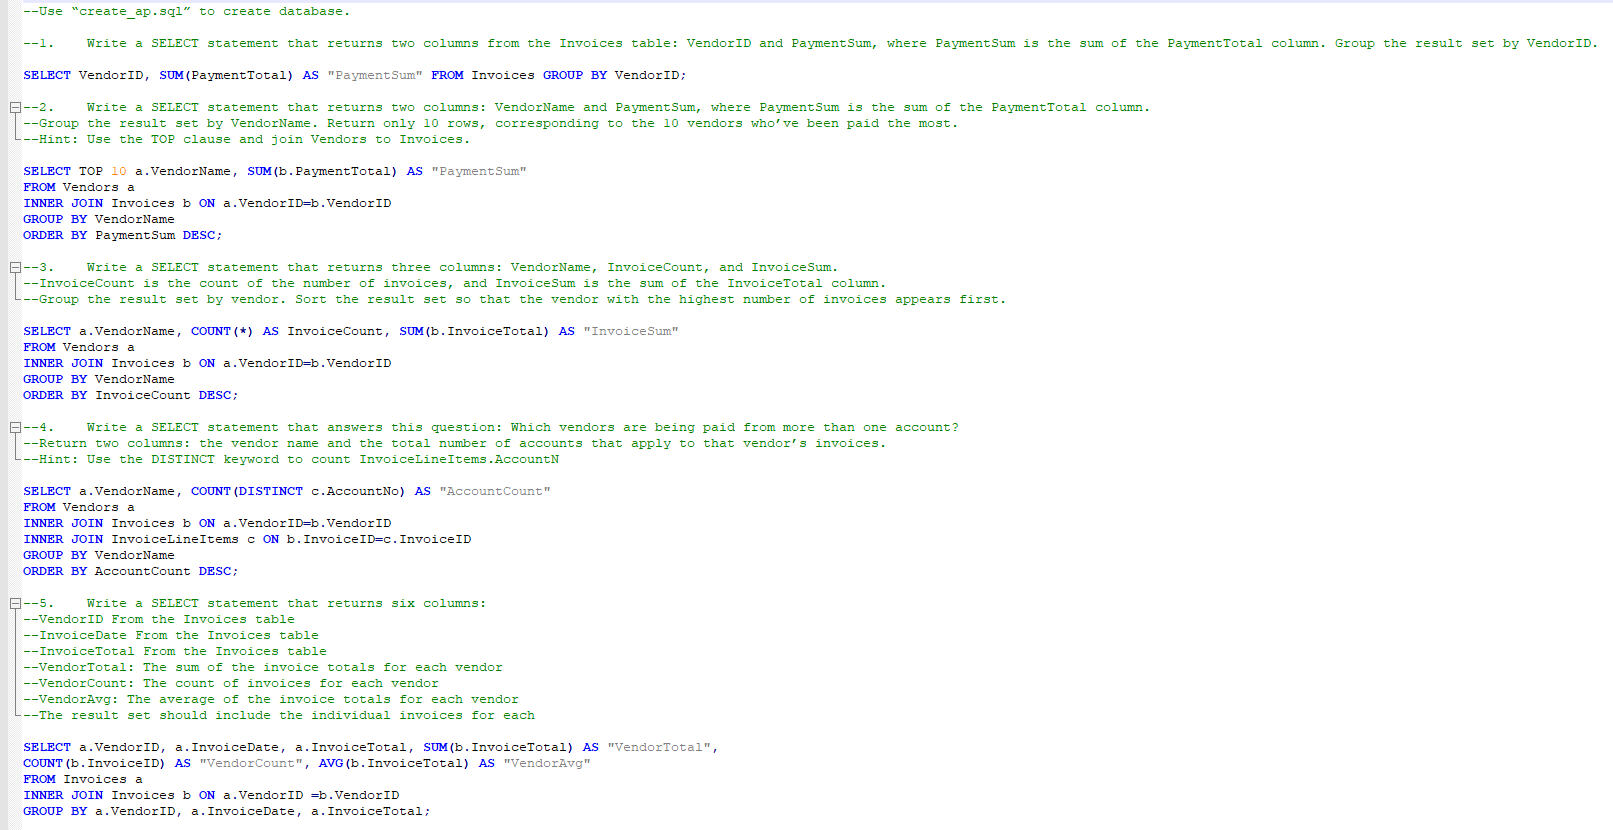 --Use “create_ap.sql” to create database.
--1.    Write a SELECT statement that returns two columns from the Invoices table: VendorID and PaymentSum, where PaymentSum is the sum of the PaymentTotal column. Group the result set by VendorID.
SELECT VendorID, SUM(PaymentTotal) AS "PaymentSum" FROM Invoices GROUP BY VendorID;
--2.    Write a SELECT statement that returns two columns: VendorName and PaymentSum, where PaymentSum is the sum of the PaymentTotal column.
--Group the result set by VendorName. Return only 10 rows, corresponding to the 10 vendors who’ve been paid the most.
--Hint: Use the TOP clause and join Vendors to Invoices.
SELECT TOP 10 a.VendorName, SUM(b.PaymentTotal) AS "PaymentSum"
FROM Vendors a
INNER JOIN Invoices b ON a.VendorID=b.VendorID
GROUP BY VendorName
ORDER BY PaymentSum DESC;
--3.    Write a SELECT statement that returns three columns: VendorName, InvoiceCount, and InvoiceSum.
--InvoiceCount is the count of the number of invoices, and InvoiceSum is the sum of the InvoiceTotal column.
--Group the result set by vendor. Sort the result set so that the vendor with the highest number of invoices appears first.
SELECT a.VendorName, COUNT(*) AS InvoiceCount, SUM(b.InvoiceTotal) AS "InvoiceSum"
FROM Vendors a
INNER JOIN Invoices b ON a.VendorID=b.VendorID
GROUP BY VendorName
ORDER BY InvoiceCount DESC;
--4.    Write a SELECT statement that answers this question: Which vendors are being paid from more than one account?
--Return two columns: the vendor name and the total number of accounts that apply to that vendor’s invoices.
--Hint: Use the DISTINCT keyword to count InvoiceLineItems.AccountN
SELECT a.VendorName, COUNT(DISTINCT c.AccountNo) AS "AccountCount"
FROM Vendors a
INNER JOIN Invoices b ON a.VendorID=b.VendorID
INNER JOIN InvoiceLineItems c ON b.InvoiceID=c.InvoiceID
GROUP BY VendorName
ORDER BY AccountCount DESC;
--5.    Write a SELECT statement that returns six columns:
--VendorID From the Invoices table
--InvoiceDate From the Invoices table
--InvoiceTotal From the Invoices table
--VendorTotal: The sum of the invoice totals for each vendor
--VendorCount: The count of invoices for each vendor
--VendorAvg: The average of the invoice totals for each vendor
--The result set should include the individual invoices for each
SELECT a.VendorID, a.InvoiceDate, a.InvoiceTotal, SUM(b.InvoiceTotal) AS "VendorTotal",
COUNT(b.InvoiceID) AS "VendorCount", AVG(b.InvoiceTotal) AS "VendorAvg"
FROM Invoices a
INNER JOIN Invoices b ON a.VendorID =b.VendorID
GROUP BY a.VendorID, a.InvoiceDate, a.InvoiceTotal;